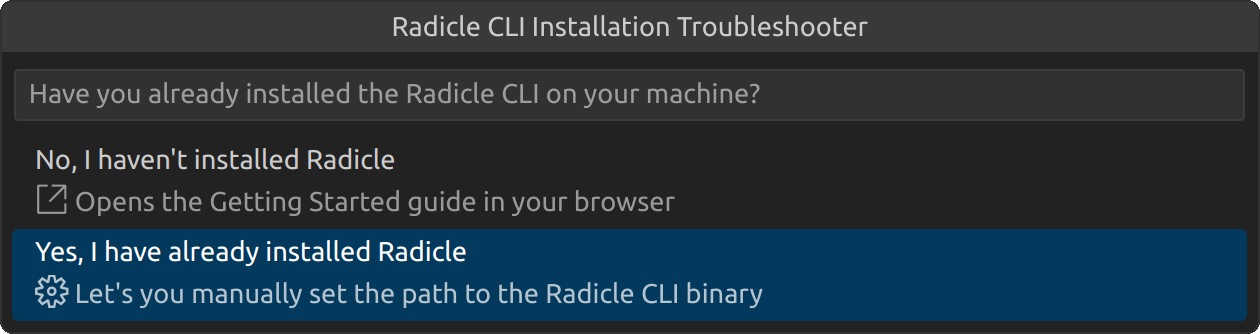 Radicle CLI Installation Troubleshooter
Have you already installed the Radicle CLI on your machine?
No, I haven't installed Radicle
Opens the Getting Started guide in your browser
Yes, I have already installed Radicle
Let's you manually set the path to the Radicle CLI binary